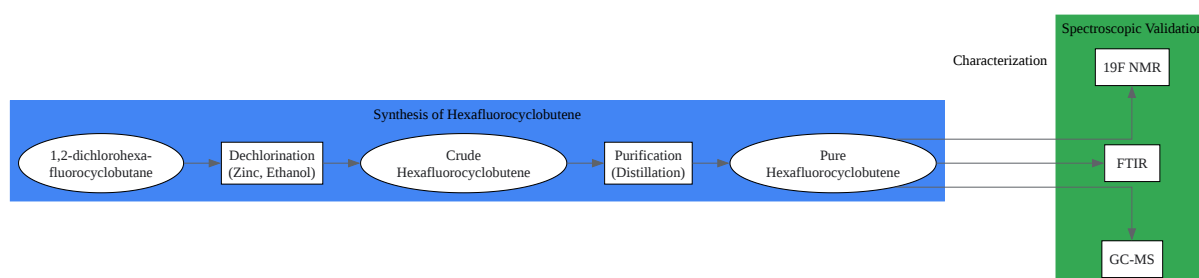 Spectroscopic Validation
Characterization
19F NMR
Synthesis of Hexafluorocyclobutene
1,2-dichlorohexa-
fluorocyclobutane
Dechlorination
(Zinc, Ethanol)
Crude
Hexafluorocyclobutene
Purification
(Distillation)
Pure
Hexafluorocyclobutene
FTIR
GC-MS